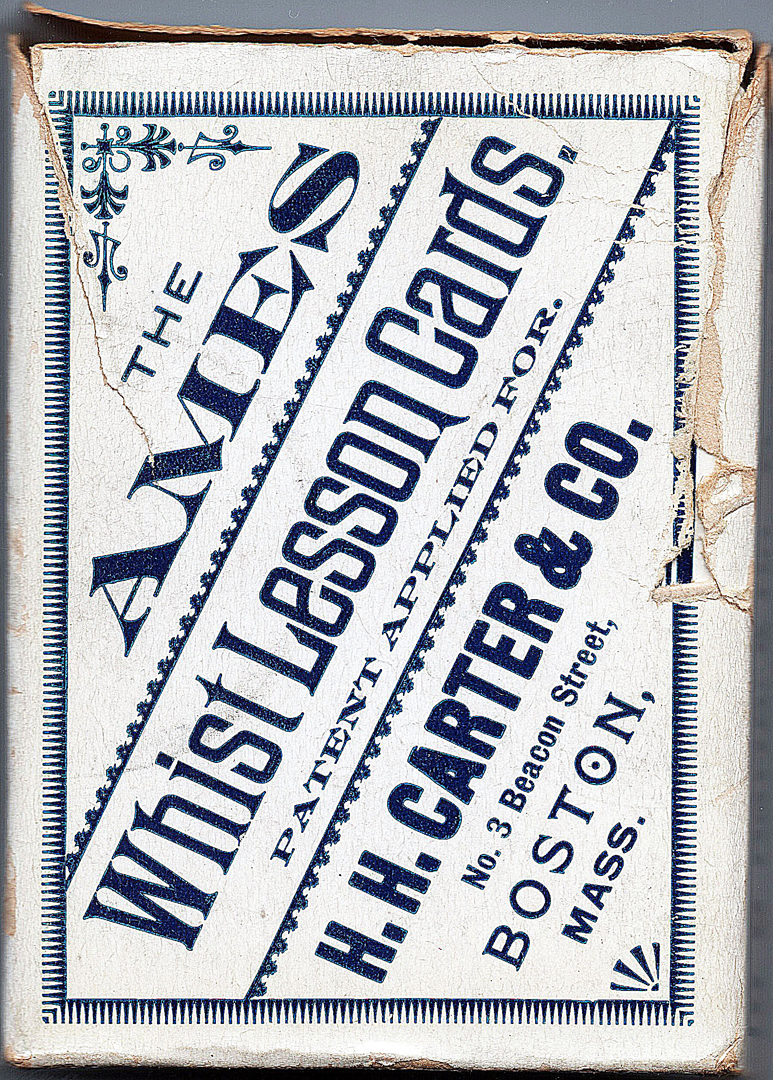 THE
AMES
Whist Lesson Cards.
PATENT APPLIED FOR.
H. H. CARTER & CO.
No. 3 Beacon Street,
BOSTON,
MASS.